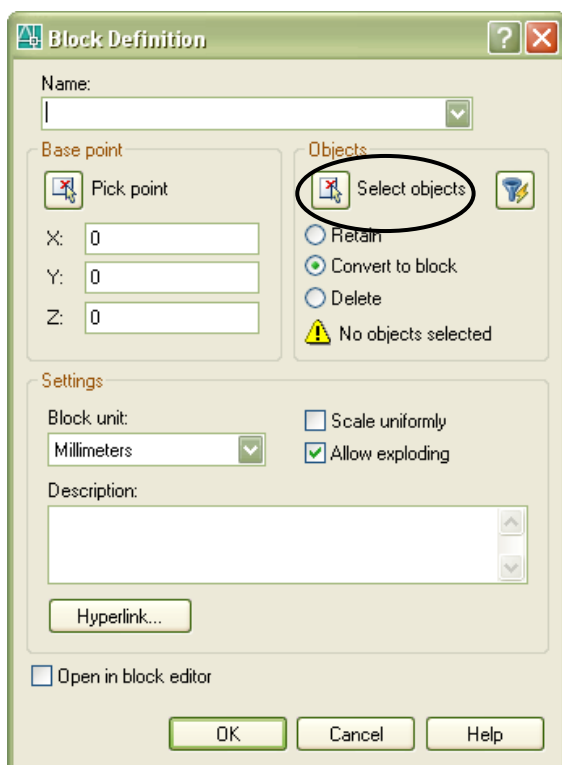 Block Definition
Name:
Base point
Pick point
X: 0
Y: 0
Z: 0
Objects
Select objects
Retain
Convert to block
Delete
No objects selected
Settings
Block unit:
Millimeters
Scale uniformly
Allow exploding
Description:
Hyperlink...
Open in block editor
OK Cancel Help